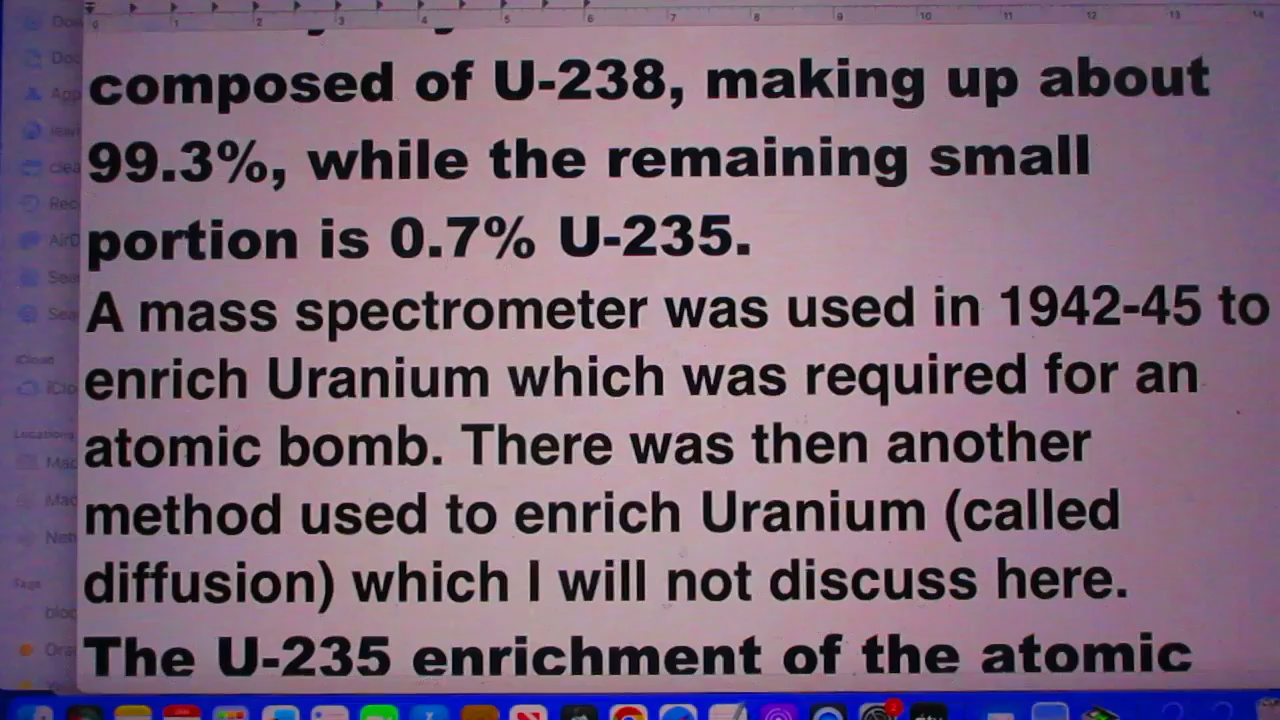 composed of U-238, making up about
99.3%, while the remaining small
portion is 0.7% U-235.
A mass spectrometer was used in 1942-45 to
enrich Uranium which was required for an
atomic bomb. There was then another
method used to enrich Uranium (called
diffusion) which I will not discuss here.
The U-235 enrichment of the atomic